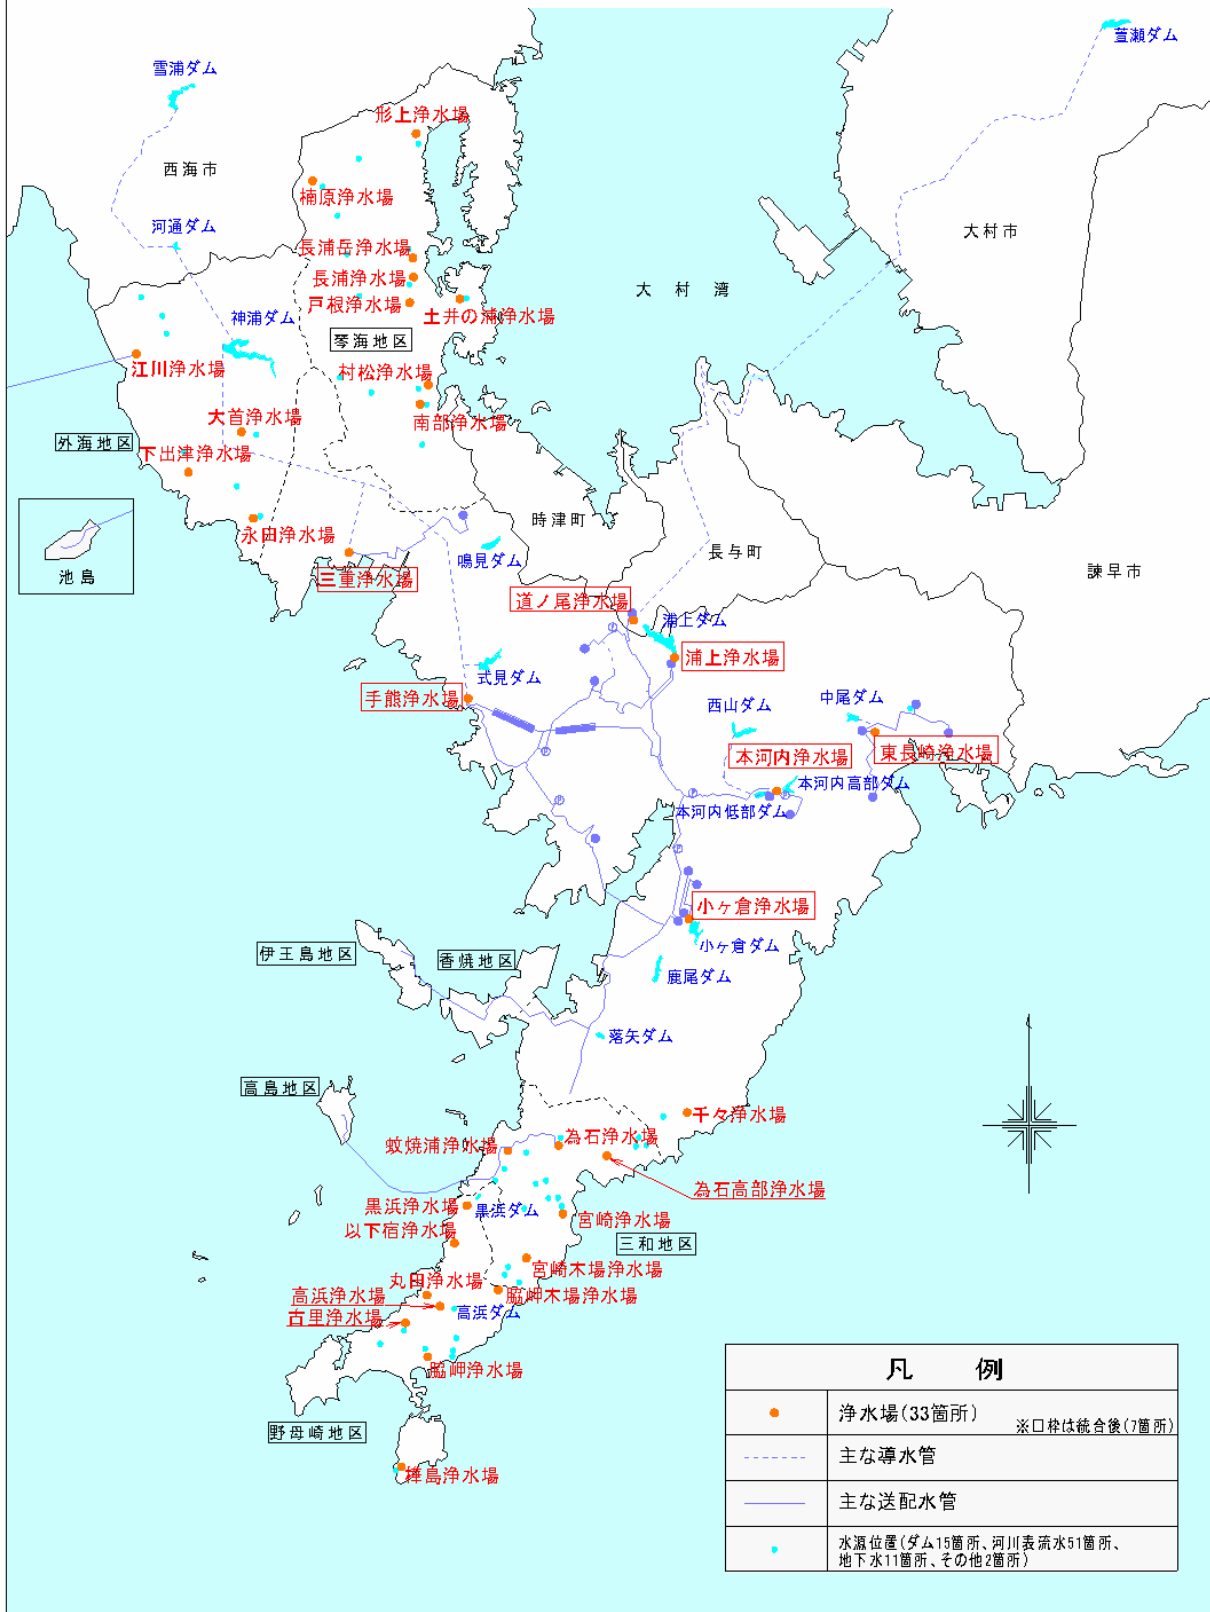 萱瀬ダム
雪浦ダム
形上浄水場
西海市
楠原浄水場
河通ダム
大村市
長浦岳浄水場
長浦浄水場
大村湾
戸根浄水場
土井の浦浄水場
神浦ダム
琴海地区
江川浄水場
村松浄水場
大首浄水場
南部浄水場
外海地区
下出津浄水場
時津町
永田浄水場
長与町
鳴見ダム
諫早市
池島
三重浄水場
道ノ尾浄水場
浦上ダム
浦上浄水場
式見ダム
手熊浄水場
西山ダム
中尾ダム
本河内浄水場
東長崎浄水場
本河内高部ダム
本河内低部ダム
小ヶ倉浄水場
伊王島地区
香焼地区
小ヶ倉ダム
鹿尾ダム
落矢ダム
高島地区
千々浄水場
蚊焼浦浄水場
為石浄水場
為石高部浄水場
黒浜浄水場
黒浜ダム
宮崎浄水場
以下宿浄水場
三和地区
宮崎木場浄水場
丸田浄水場
高浜浄水場
脇岬木場浄水場
古里浄水場
高浜ダム
脇岬浄水場
野母崎地区
樺島浄水場
凡例
浄水場(33箇所)
※口枠は統合後(7箇所)
主な導水管
主な送配水管
水源位置(ダム15箇所、河川表流水51箇所、
地下水11箇所、その他2箇所)